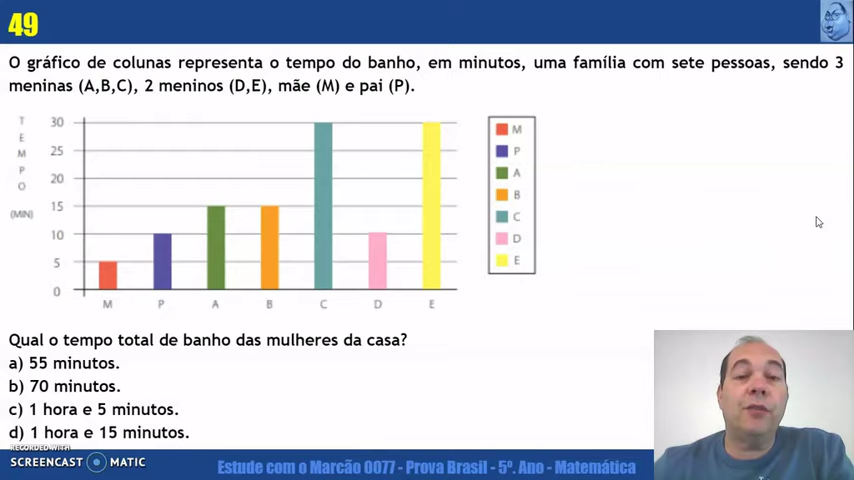 49
O gráfico de colunas representa o tempo do banho, em minutos, uma família com sete pessoas, sendo 3
meninas (A,B,C), 2 meninos (D,E), mãe (M) e pai (P).
TEMPO
(MIN)
30
25
20
15
10
5
0
M P A B C D E
M
P
A
B
C
D
E
Qual o tempo total de banho das mulheres da casa?
a) 55 minutos.
b) 70 minutos.
c) 1 hora e 5 minutos.
d) 1 hora e 15 minutos.
RECORDED WITH
SCREENCAST MATIC
Estude com o Marcão 0077 - Prova Brasil - 5º. Ano - Matemática